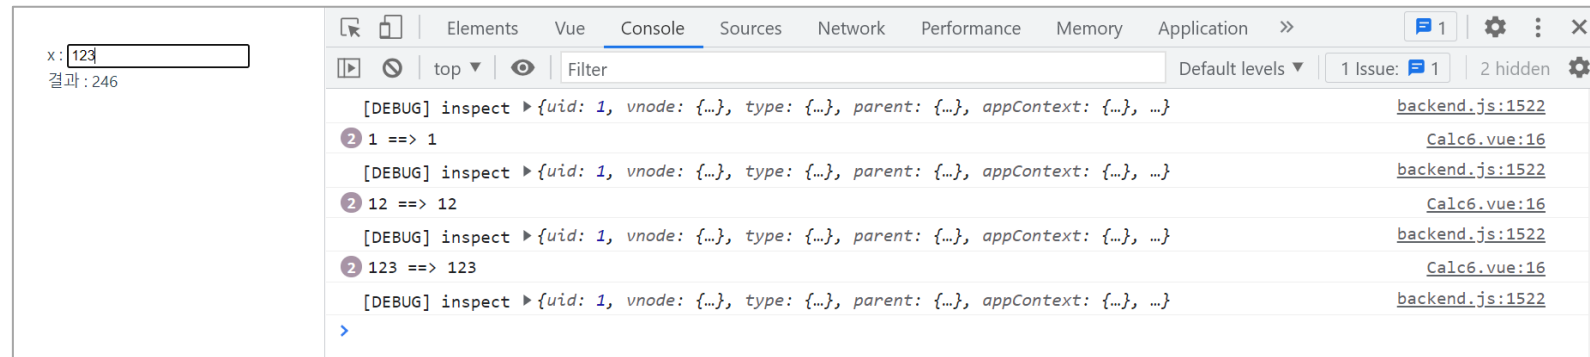 x : 123
결과 : 246
Elements Vue Console Sources Network Performance Memory Application » 1
top ▼ Filter Default levels ▼ 1 Issue: 1 2 hidden
[DEBUG] inspect ▶{uid: 1, vnode: {…}, type: {…}, parent: {…}, appContext: {…}, …} backend.js:1522
2 1 ==> 1 Calc6.vue:16
[DEBUG] inspect ▶{uid: 1, vnode: {…}, type: {…}, parent: {…}, appContext: {…}, …} backend.js:1522
2 12 ==> 12 Calc6.vue:16
[DEBUG] inspect ▶{uid: 1, vnode: {…}, type: {…}, parent: {…}, appContext: {…}, …} backend.js:1522
2 123 ==> 123 Calc6.vue:16
[DEBUG] inspect ▶{uid: 1, vnode: {…}, type: {…}, parent: {…}, appContext: {…}, …} backend.js:1522